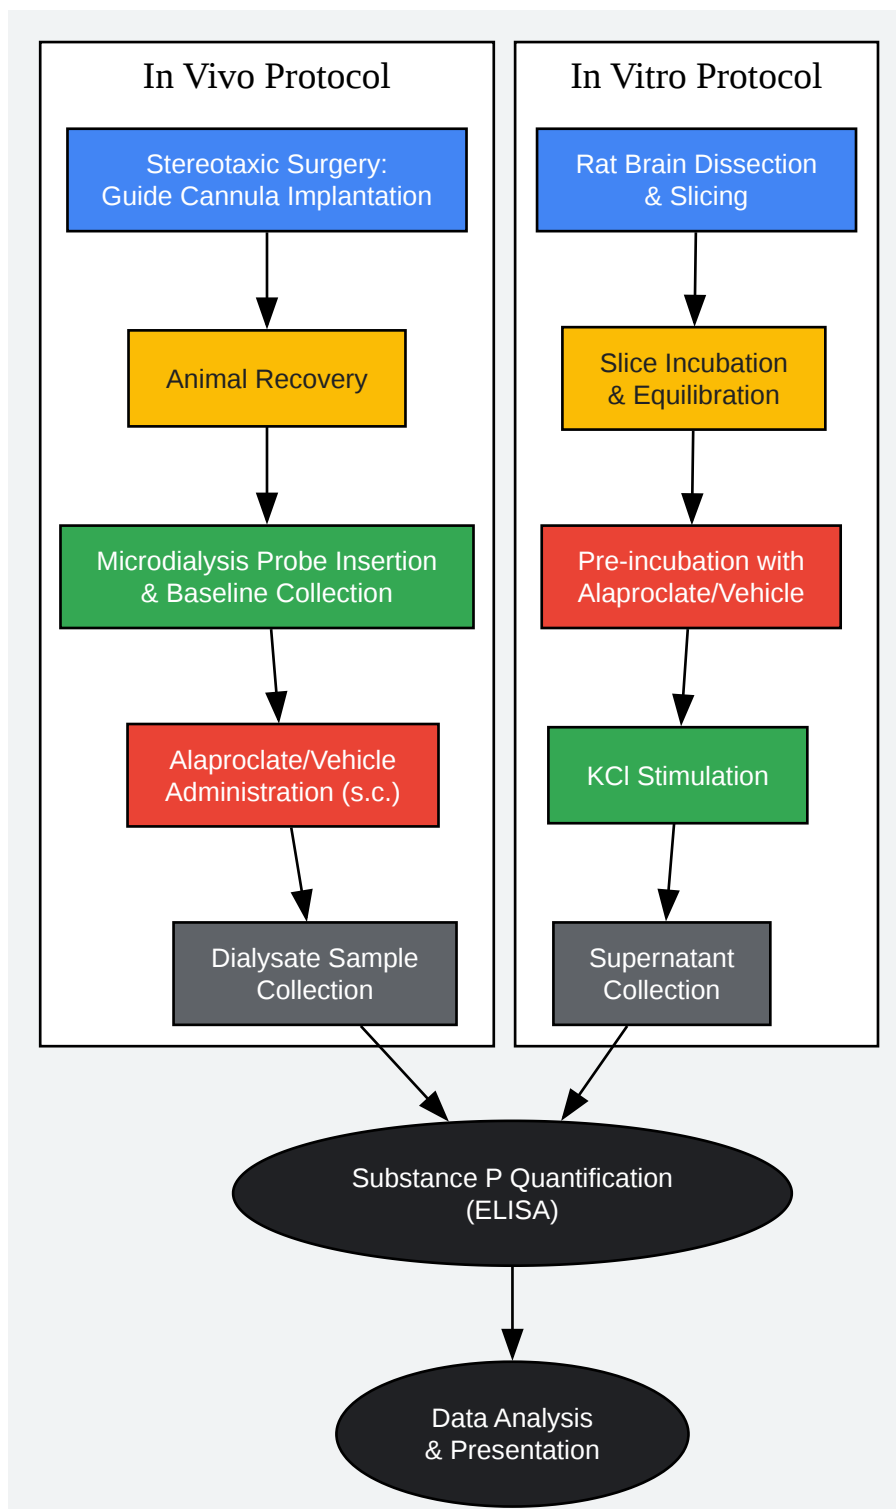 In Vivo Protocol
Stereotaxic Surgery:
Guide Cannula Implantation
Animal Recovery
Microdialysis Probe Insertion
& Baseline Collection
Alaproclate/Vehicle
Administration (s.c.)
Dialysate Sample
Collection
In Vitro Protocol
Rat Brain Dissection
& Slicing
Slice Incubation
& Equilibration
Pre-incubation with
Alaproclate/Vehicle
KCl Stimulation
Supernatant
Collection
Substance P Quantification
(ELISA)
Data Analysis
& Presentation